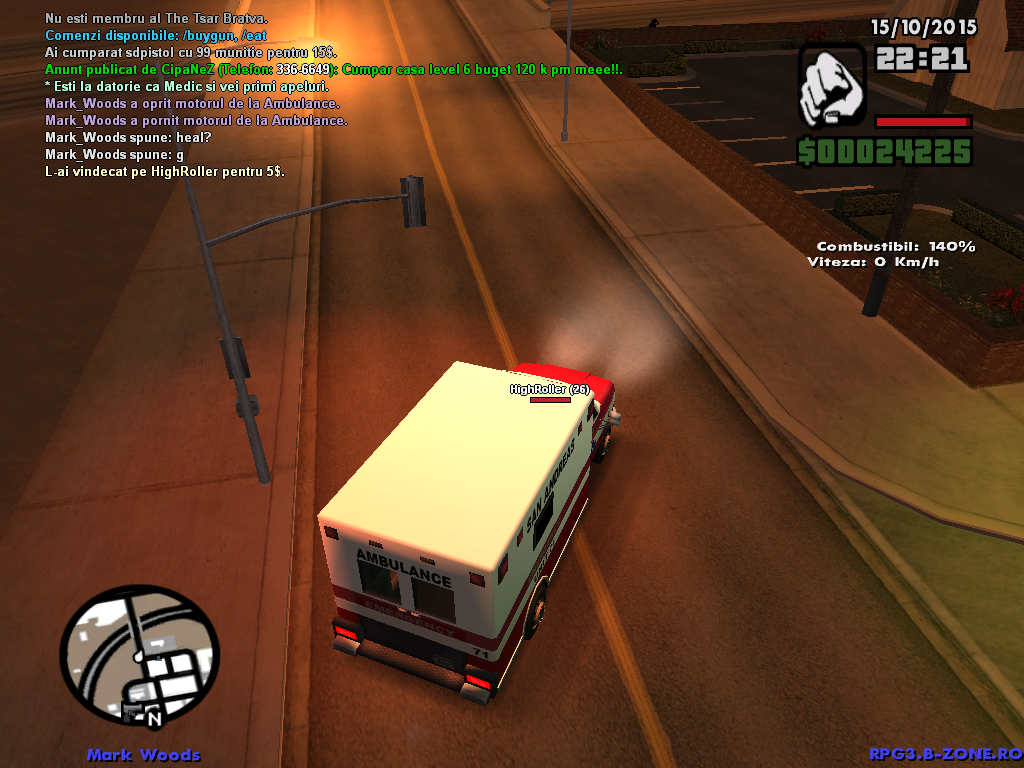 Nu esti membru al The Tsar Bratva.
Comenzi disponibile: /buygun, /eat
Ai cumparat sdpistol cu 99 munitie pentru 15$.
Anunt publicat de CipaNeZ (Telefon: 336-6649): Cumpar casa level 6 buget 120 k pm meee!!.
* Esti la datorie ca Medic si vei primi apeluri.
Mark_Woods a oprit motorul de la Ambulance.
Mark_Woods a pornit motorul de la Ambulance.
Mark_Woods spune: heal?
Mark_Woods spune: g
L-ai vindecat pe HighRoller pentru 5$.
15/10/2015
22:21
$00024225
Combustibil: 140%
Viteza: 0 Km/h
HighRoller (26)
SAN ANDREAS
AMBULANCE
EMERGENCY
71
N
Mark Woods
RPG3.B-ZONE.RO